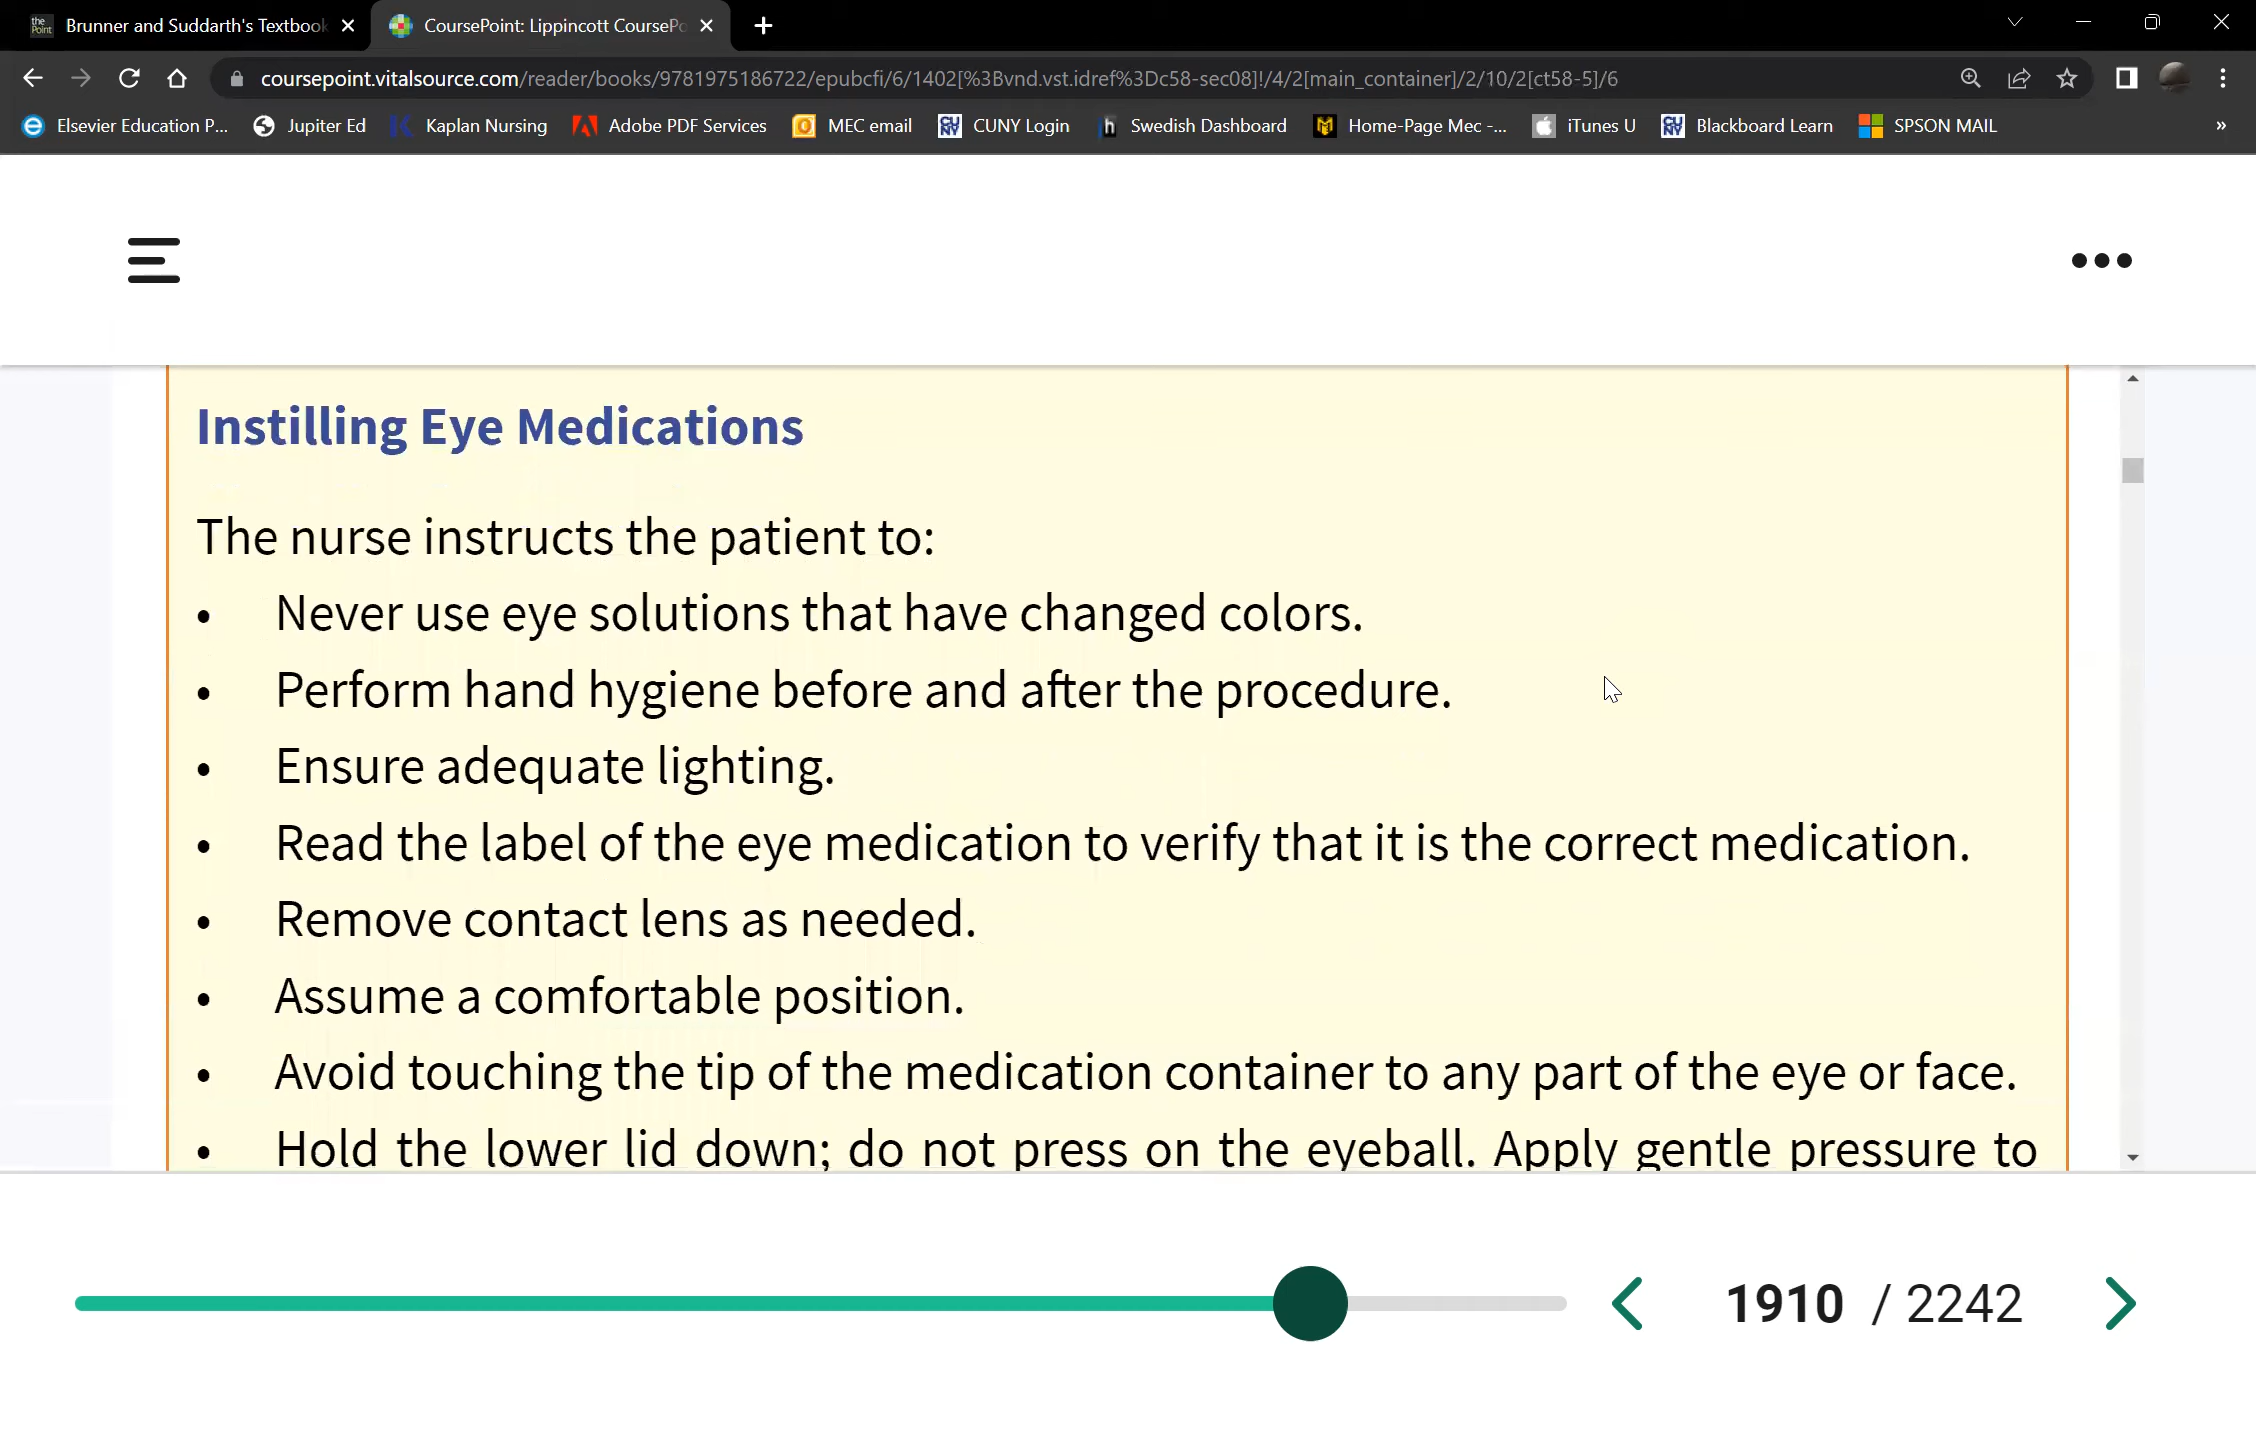 the Point
Brunner and Suddarth's Textbook
CoursePoint: Lippincott CoursePo
coursepoint.vitalsource.com/reader/books/9781975186722/epubcfi/6/1402[%3Bvnd.vst.idref%3Dc58-sec08]!/4/2[main_container]/2/10/2[ct58-5]/6
Elsevier Education P... Jupiter Ed Kaplan Nursing Adobe PDF Services MEC email CUNY Login Swedish Dashboard Home-Page Mec -... iTunes U Blackboard Learn SPSON MAIL »
Instilling Eye Medications
The nurse instructs the patient to:
• Never use eye solutions that have changed colors.
• Perform hand hygiene before and after the procedure.
• Ensure adequate lighting.
• Read the label of the eye medication to verify that it is the correct medication.
• Remove contact lens as needed.
• Assume a comfortable position.
• Avoid touching the tip of the medication container to any part of the eye or face.
• Hold the lower lid down; do not press on the eyeball. Apply gentle pressure to
1910 / 2242